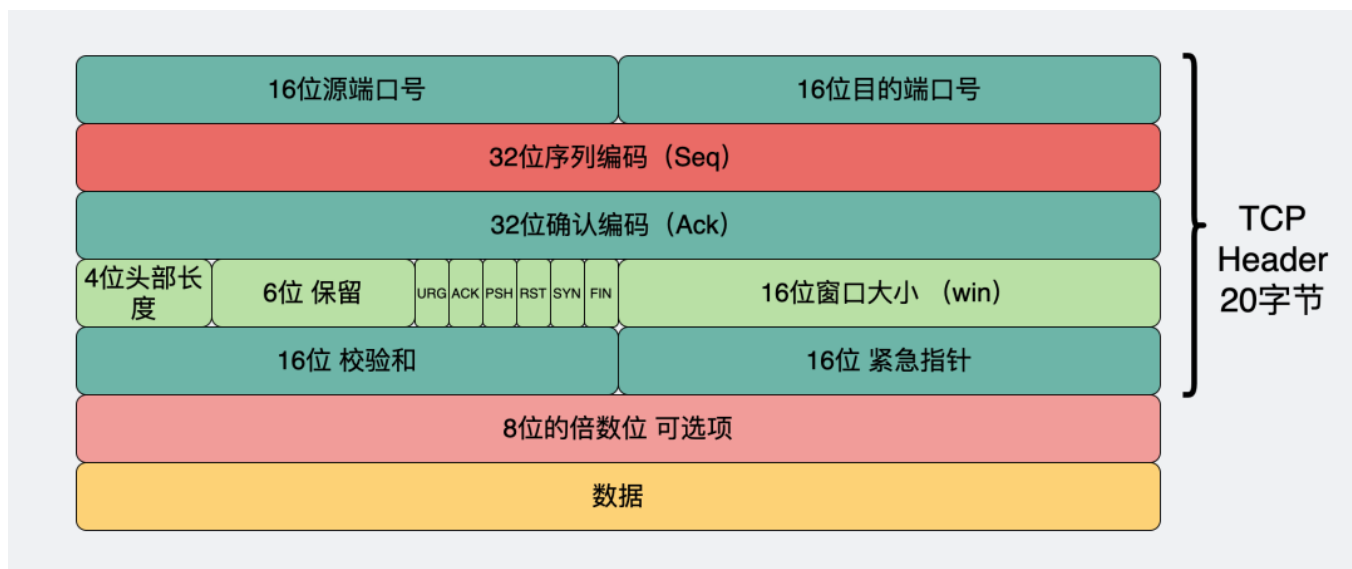 16位源端口号
16位目的端口号
32位序列编码（Seq）
32位确认编码（Ack）
4位头部长
度
6位 保留
URG
ACK
PSH
RST
SYN
FIN
16位窗口大小 （win）
16位 校验和
16位 紧急指针
8位的倍数位 可选项
数据
TCP
Header
20字节